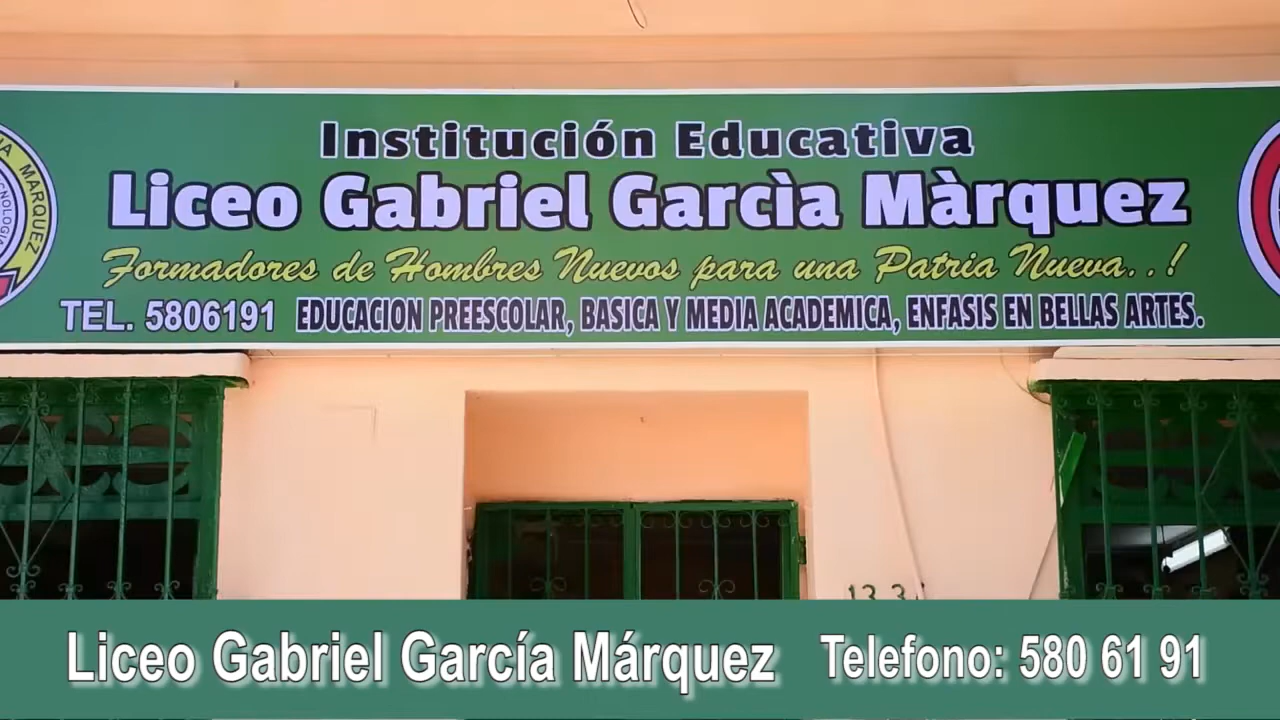 Institución Educativa
Liceo Gabriel Garcìa Màrquez
Formadores de Hombres Nuevos para una Patria Nueva..!
TEL. 5806191 EDUCACION PREESCOLAR, BASICA Y MEDIA ACADEMICA, ENFASIS EN BELLAS ARTES.
MARQUEZ
Liceo Gabriel García Márquez Telefono: 580 61 91